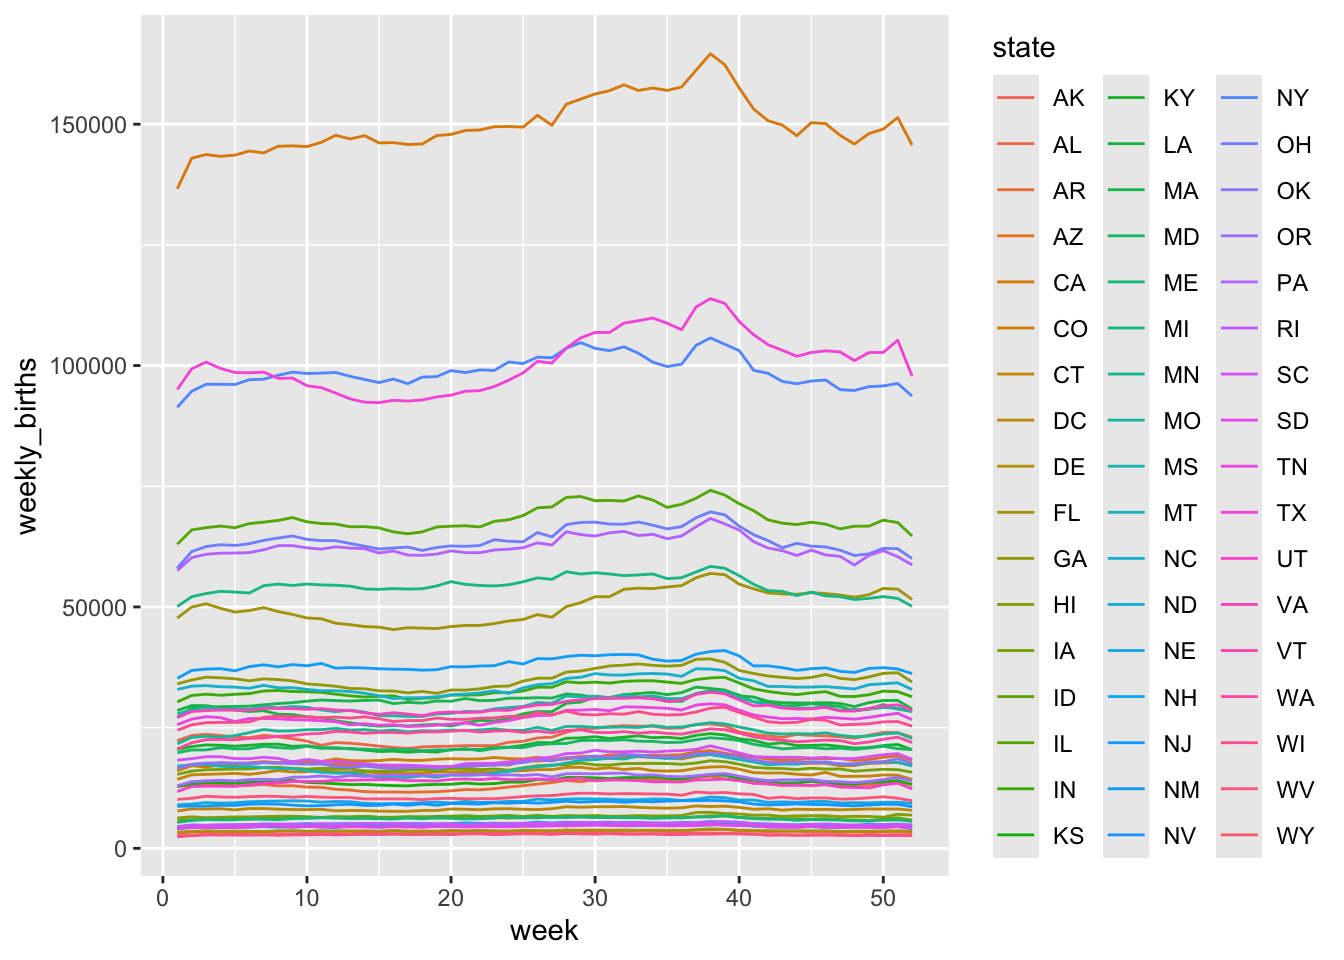 state
AK KY NY
AL LA OH
AR MA OK
AZ MD OR
CA ME PA
CO MI RI
CT MN SC
DC MO SD
DE MS TN
FL MT TX
GA NC UT
HI ND VA
IA NE VT
ID NH WA
IL NJ WI
IN NM WV
KS NV WY
150000
100000
50000
0
weekly_births
0 10 20 30 40 50
week